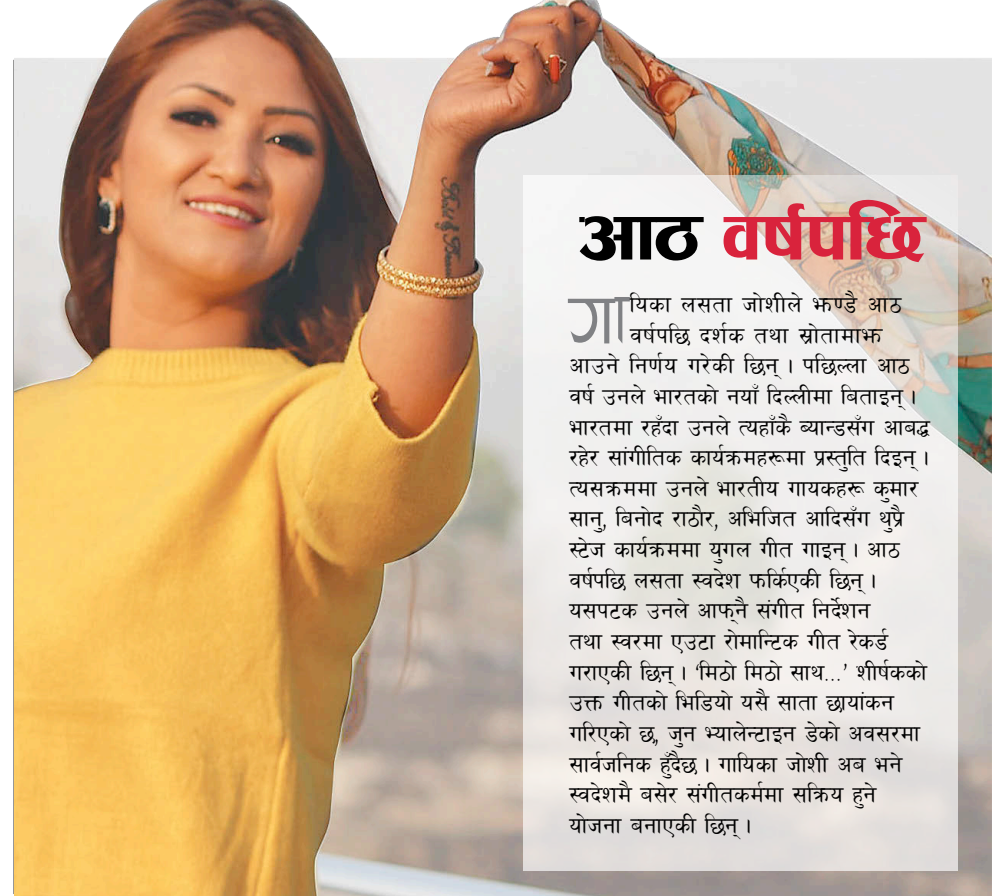 आठ वर्षपछि
गायिका लसता जोशीले झण्डै आठ
वर्षपछि दर्शक तथा स्रोतामाझ
आउने निर्णय गरेकी छिन् । पछिल्ला आठ
वर्ष उनले भारतको नयाँ दिल्लीमा बिताइन् ।
भारतमा रहँदा उनले त्यहाँकै ब्यान्डसँग आबद्ध
रहेर सांगीतिक कार्यक्रमहरूमा प्रस्तुति दिइन् ।
त्यसक्रममा उनले भारतीय गायकहरू कुमार
सानु, बिनोद राठौर, अभिजित आदिसँग थुप्रै
स्टेज कार्यक्रममा युगल गीत गाइन् । आठ
वर्षपछि लसता स्वदेश फर्किएकी छिन् ।
यसपटक उनले आफ्‌नै संगीत निर्देशन
तथा स्वरमा एउटा रोमान्टिक गीत रेकर्ड
गराएकी छिन् । ‘मिठो मिठो साथ...’ शीर्षकको
उक्त गीतको भिडियो यसै साता छायांकन
गरिएको छ, जुन भ्यालेन्टाइन डेको अवसरमा
सार्वजनिक हुँदैछ । गायिका जोशी अब भने
स्वदेशमै बसेर संगीतकर्ममा सक्रिय हुने
योजना बनाएकी छिन् ।